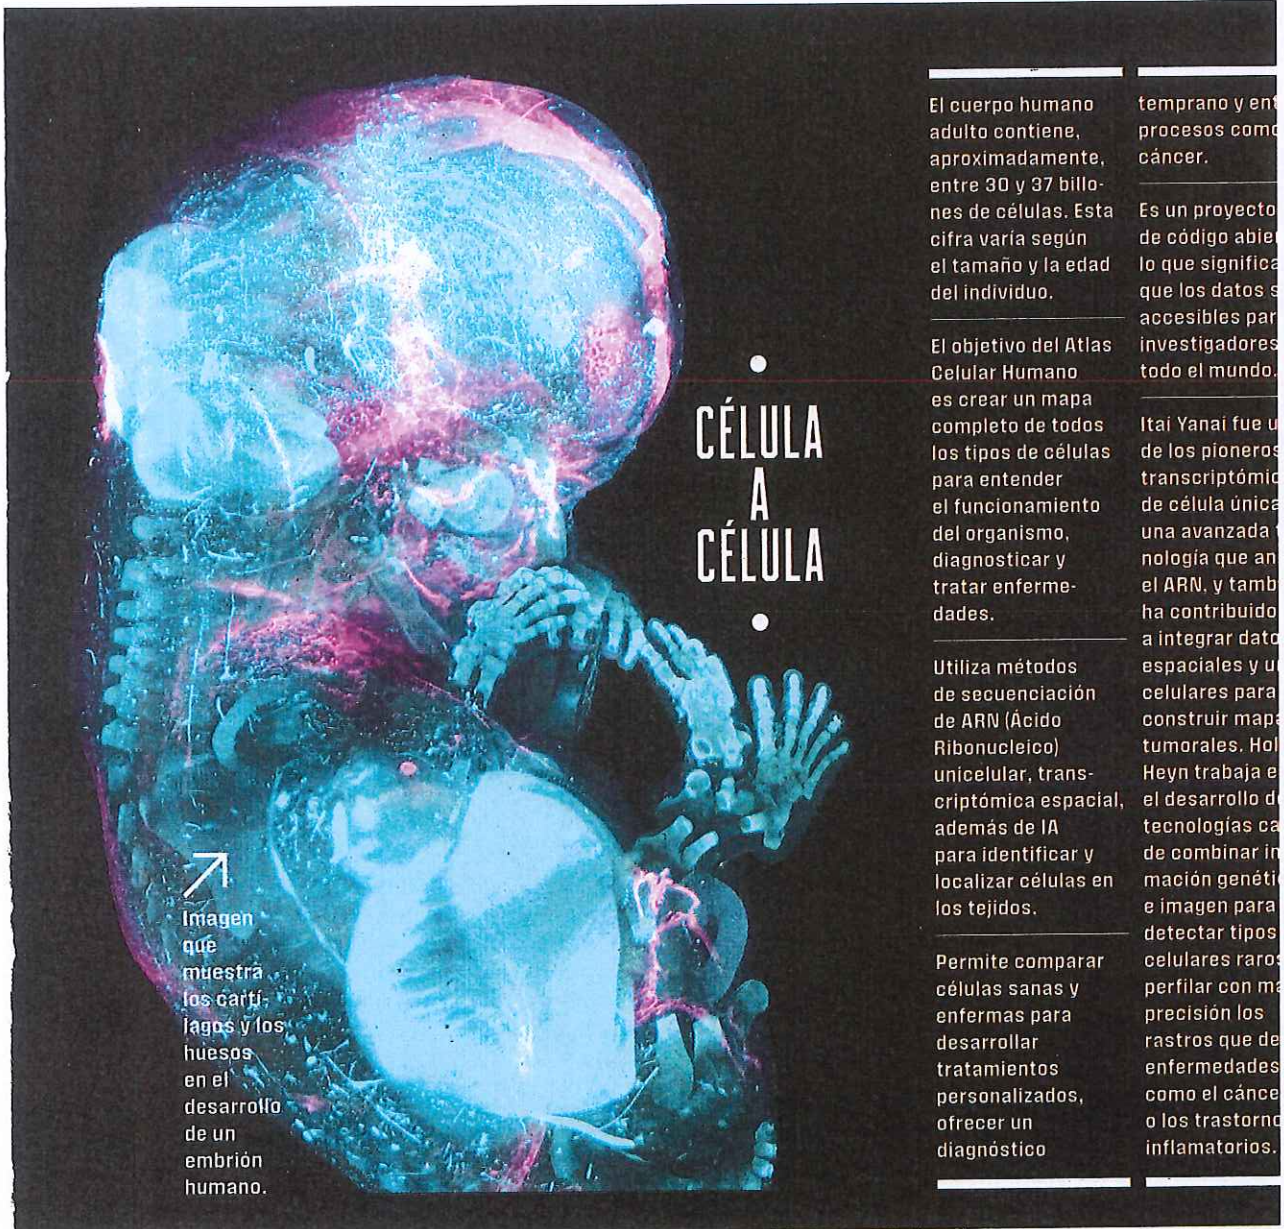 CÉLULA
A
CÉLULA
Imagen
que
muestra
los cartí-
lagos y los
huesos
en el
desarrollo
de un
embrión
humano.
El cuerpo humano
adulto contiene,
aproximadamente,
entre 30 y 37 billo-
nes de células. Esta
cifra varía según
el tamaño y la edad
del individuo.
El objetivo del Atlas
Celular Humano
es crear un mapa
completo de todos
los tipos de células
para entender
el funcionamiento
del organismo,
diagnosticar y
tratar enferme-
dades.
Utiliza métodos
de secuenciación
de ARN (Ácido
Ribonucleico)
unicelular, trans-
criptómica espacial,
además de IA
para identificar y
localizar células en
los tejidos.
Permite comparar
células sanas y
enfermas para
desarrollar
tratamientos
personalizados,
ofrecer un
diagnóstico
temprano y
procesos como
cáncer.
Es un proyecto
de código
lo que significa
que los datos
accesibles
investigadores
todo el mundo.
Itai Yanai fue
de los pioneros
de célula única
una avanzada
nología que
el ARN, y
ha contribuido
a integrar
espaciales y
celulares para
construir
tumorales.
Heyn trabaja
el desarrollo
tecnologías
de combinar
mación
e imagen para
detectar tipos
celulares raros
perfilar con
precisión los
rastros que
enfermedades
como el
o los
inflamatorios.